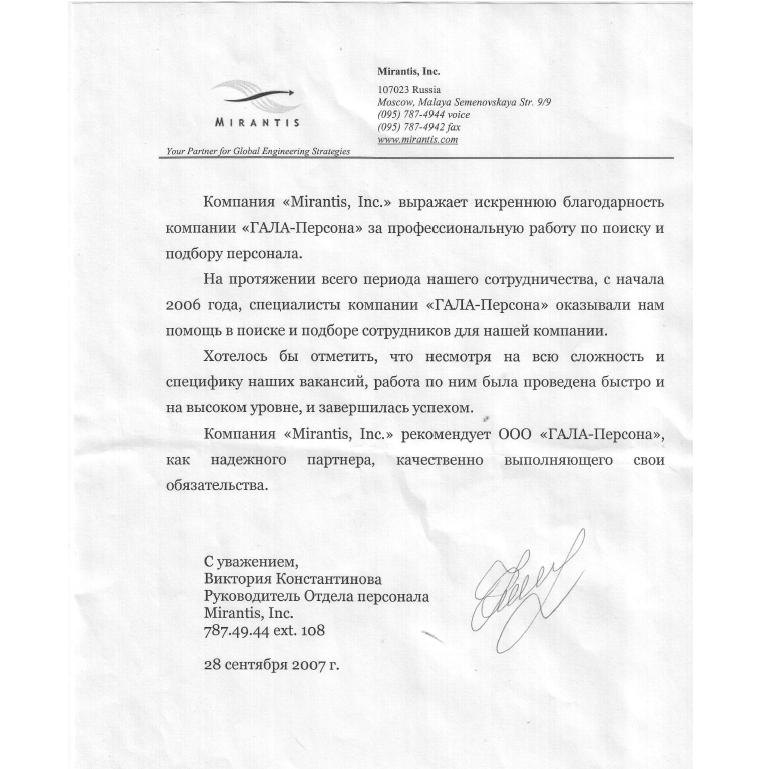 Mirantis, Inc.
107023 Russia
Moscow, Malaya Semenovskaya Str. 9/9
(095) 787-4944 voice
(095) 787-4942 fax
www.mirantis.com
MIRANTIS
Your Partner for Global Engineering Strategies
Компания «Mirantis, Inc.» выражает искреннюю благодарность
компании «ГАЛА-Персона» за профессиональную работу по поиску и
подбору персонала.
На протяжении всего периода нашего сотрудничества, с начала
2006 года, специалисты компании «ГАЛА-Персона» оказывали нам
помощь в поиске и подборе сотрудников для нашей компании.
Хотелось бы отметить, что несмотря на всю сложность и
специфику наших вакансий, работа по ним была проведена быстро и
на высоком уровне, и завершилась успехом.
Компания «Mirantis, Inc.» рекомендует ООО «ГАЛА-Персона»,
как надежного партнера, качественно выполняющего свои
обязательства.
С уважением,
Виктория Константинова
Руководитель Отдела персонала
Mirantis, Inc.
787.49.44 ext. 108
28 сентября 2007 г.